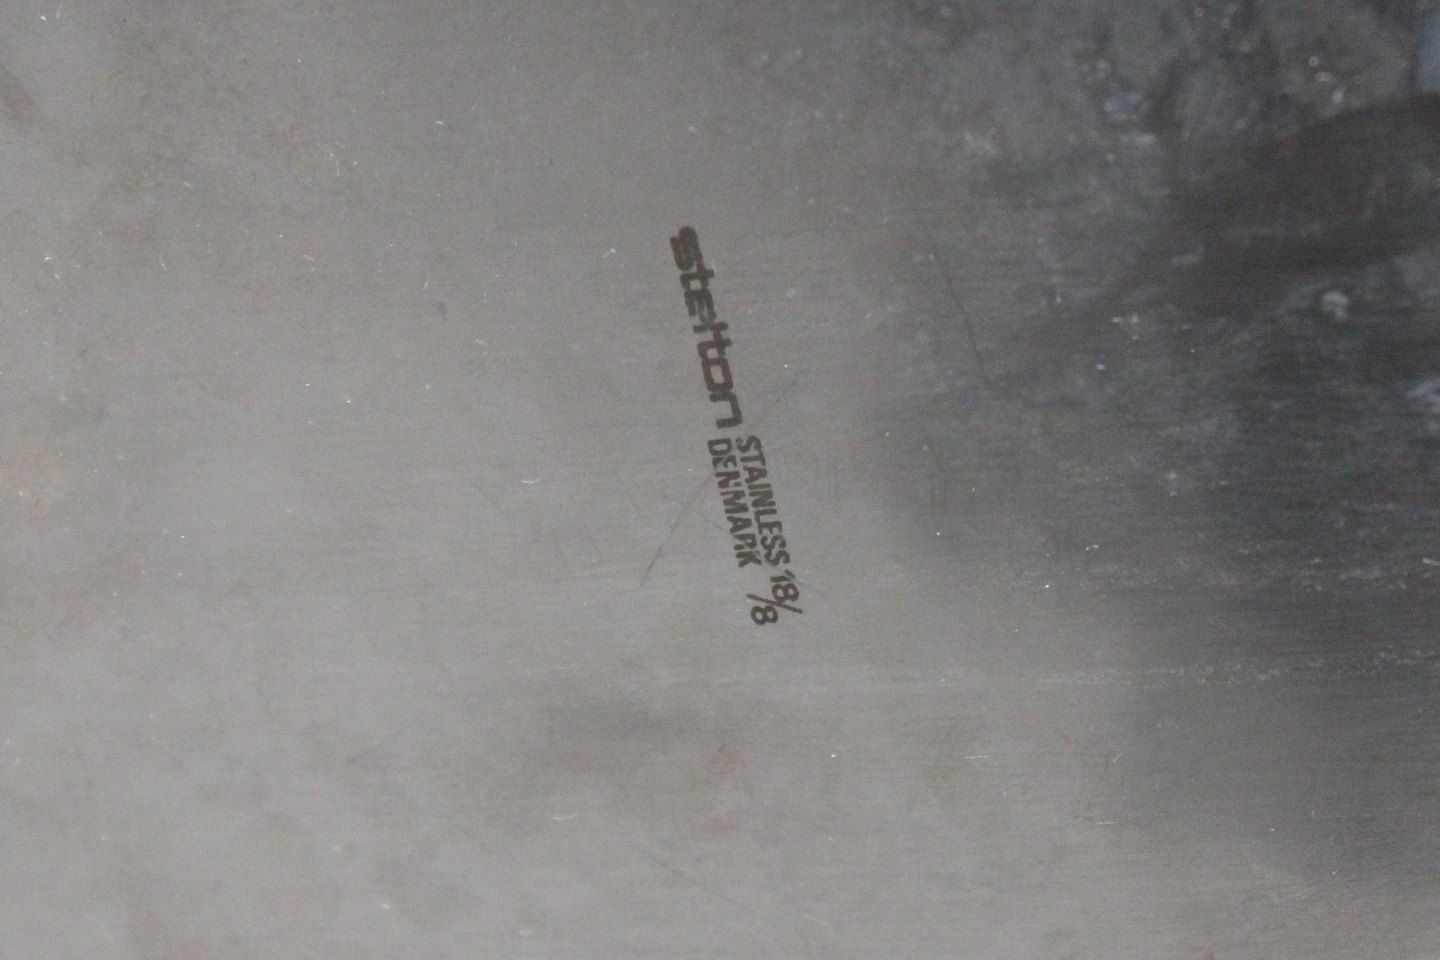 stelton
STAINLESS 18/
DENMARK /8